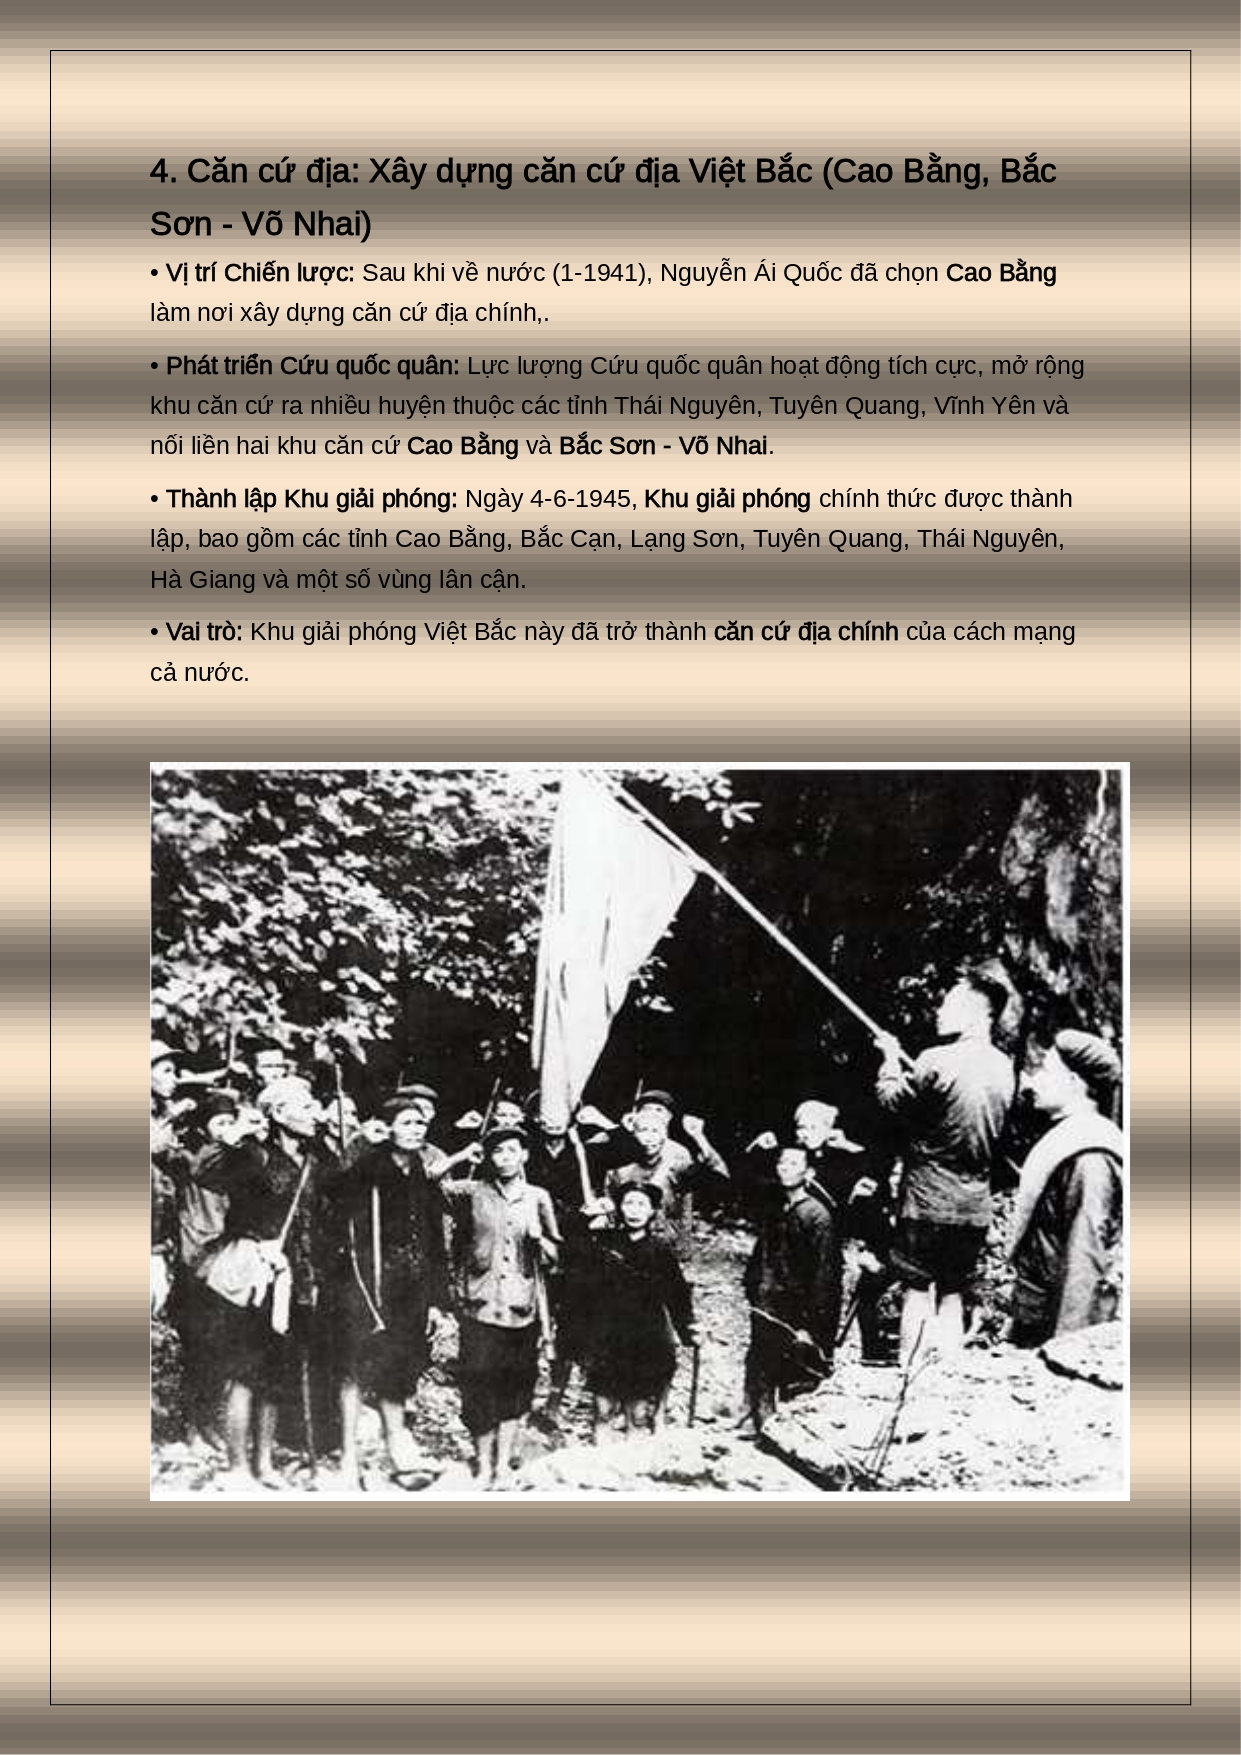 4. Căn cứ địa: Xây dựng căn cứ địa Việt Bắc (Cao Bằng, Bắc
Sơn - Võ Nhai)
• Vị trí Chiến lược: Sau khi về nước (1-1941), Nguyễn Ái Quốc đã chọn Cao Bằng
làm nơi xây dựng căn cứ địa chính,.
• Phát triển Cứu quốc quân: Lực lượng Cứu quốc quân hoạt động tích cực, mở rộng
khu căn cứ ra nhiều huyện thuộc các tỉnh Thái Nguyên, Tuyên Quang, Vĩnh Yên và
nối liền hai khu căn cứ Cao Bằng và Bắc Sơn - Võ Nhai.
• Thành lập Khu giải phóng: Ngày 4-6-1945, Khu giải phóng chính thức được thành
lập, bao gồm các tỉnh Cao Bằng, Bắc Cạn, Lạng Sơn, Tuyên Quang, Thái Nguyên,
Hà Giang và một số vùng lân cận.
• Vai trò: Khu giải phóng Việt Bắc này đã trở thành căn cứ địa chính của cách mạng
cả nước.